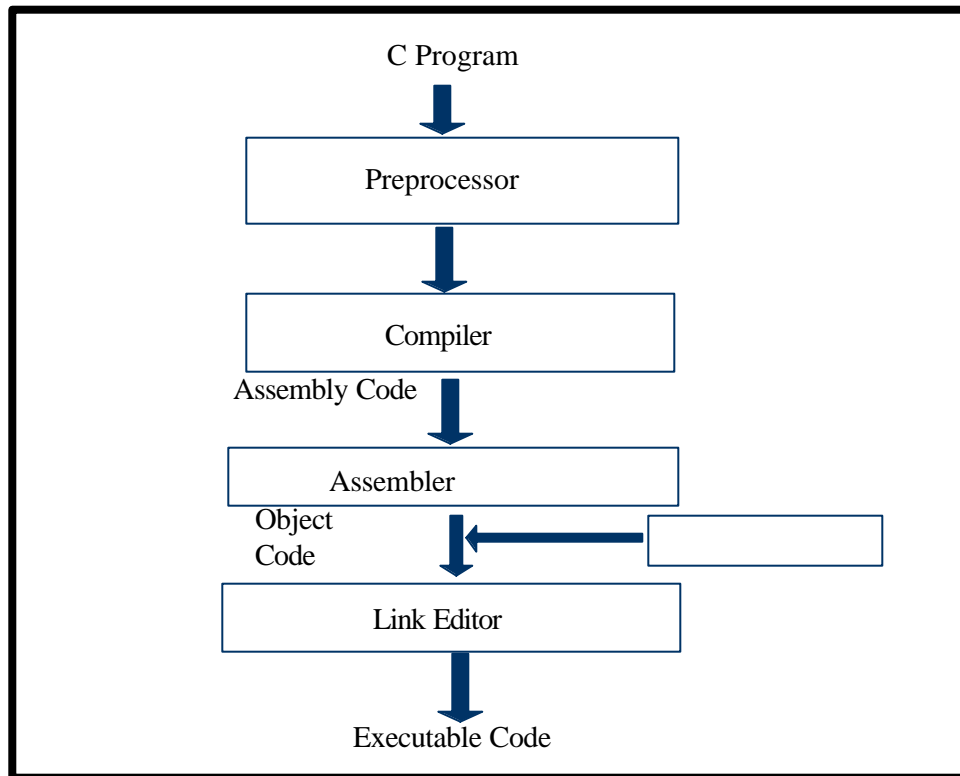 C Program
Preprocessor
Compiler
Assembly Code
Assembler
Object
Code
Link Editor
Executable Code